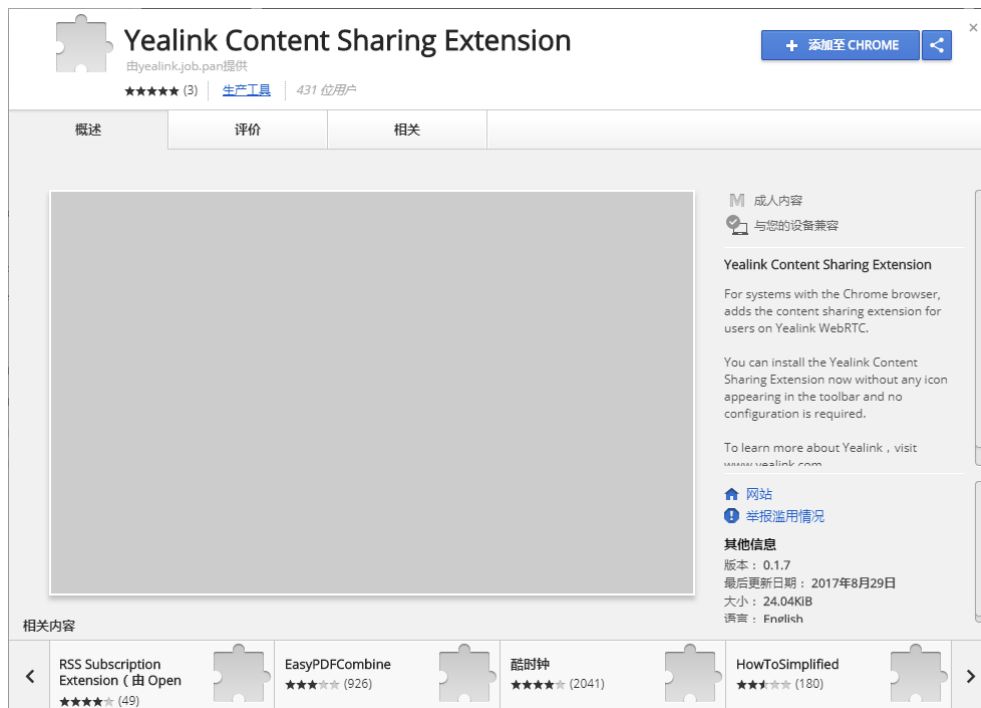 Yealink Content Sharing Extension
由yealink.job.pan提供
★★★★★ (3) 生产工具 431 位用户
+ 添加至 CHROME
概述 评价 相关
M 成人内容
与您的设备兼容
Yealink Content Sharing Extension
For systems with the Chrome browser,
adds the content sharing extension for
users on Yealink WebRTC.
You can install the Yealink Content
Sharing Extension now without any icon
appearing in the toolbar and no
configuration is required.
To learn more about Yealink , visit
www.yealink.com
网站
举报滥用情况
其他信息
版本： 0.1.7
最后更新日期： 2017年8月29日
大小： 24.04KiB
语言： English
相关内容
RSS Subscription
Extension ( 由 Open
★★★★☆ (49)
EasyPDFCombine
★★★☆☆ (926)
酷时钟
★★★★☆ (2041)
HowToSimplified
★★⯪☆☆ (180)